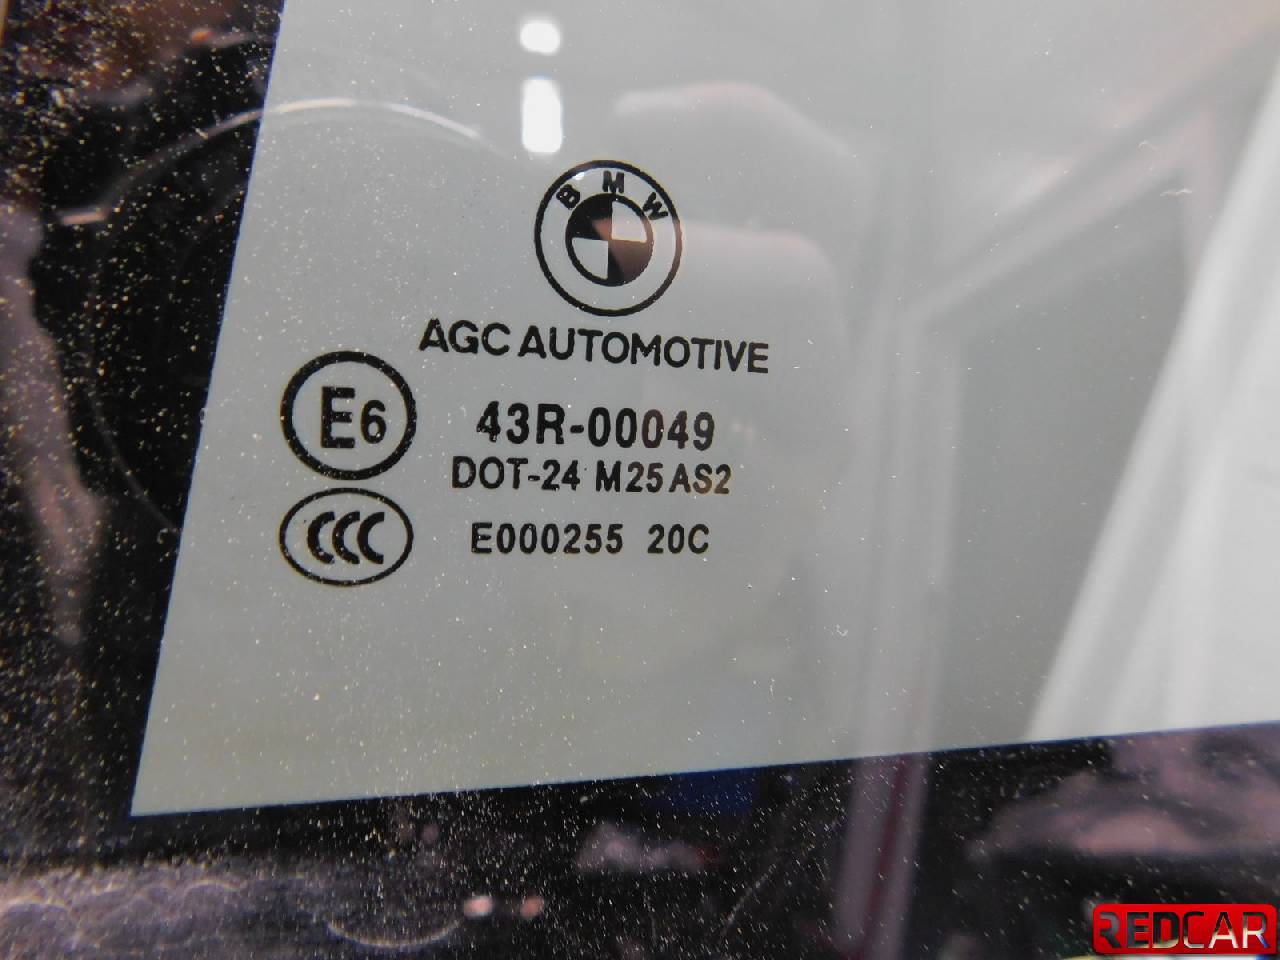 BMW
AGC AUTOMOTIVE
E6
43R-00049
DOT-24 M25 AS2
CCC
E000255 20C
REDCAR